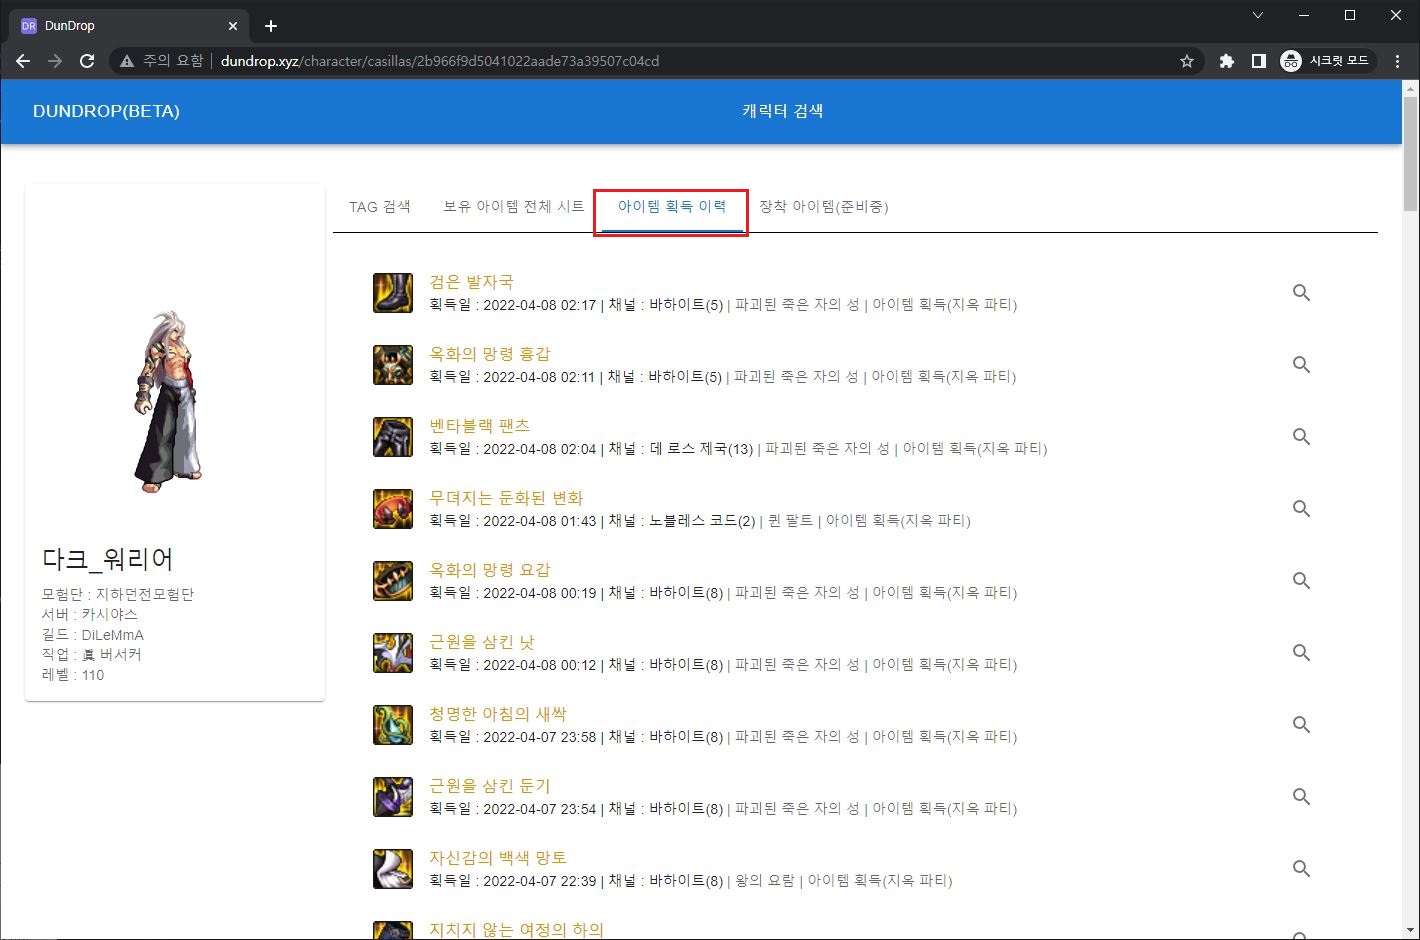 DR DunDrop
주의 요함 | dundrop.xyz/character/casillas/2b966f9d5041022aade73a39507c04cd
시크릿 모드
DUNDROP(BETA)
캐릭터 검색
TAG 검색
보유 아이템 전체 시트
아이템 획득 이력
장착 아이템(준비중)
다크_워리어
모험단 : 지하던전모험단
서버 : 카시야스
길드 : DiLeMmA
직업 : 眞 버서커
레벨 : 110
검은 발자국
획득일 : 2022-04-08 02:17 | 채널 : 바하이트(5) | 파괴된 죽은 자의 성 | 아이템 획득(지옥 파티)
옥화의 망령 흉갑
획득일 : 2022-04-08 02:11 | 채널 : 바하이트(5) | 파괴된 죽은 자의 성 | 아이템 획득(지옥 파티)
벤타블랙 팬츠
획득일 : 2022-04-08 02:04 | 채널 : 데 로스 제국(13) | 파괴된 죽은 자의 성 | 아이템 획득(지옥 파티)
무뎌지는 둔화된 변화
획득일 : 2022-04-08 01:43 | 채널 : 노블레스 코드(2) | 퀸 팔트 | 아이템 획득(지옥 파티)
옥화의 망령 요갑
획득일 : 2022-04-08 00:19 | 채널 : 바하이트(8) | 파괴된 죽은 자의 성 | 아이템 획득(지옥 파티)
근원을 삼킨 낫
획득일 : 2022-04-08 00:12 | 채널 : 바하이트(8) | 파괴된 죽은 자의 성 | 아이템 획득(지옥 파티)
청명한 아침의 새싹
획득일 : 2022-04-07 23:58 | 채널 : 바하이트(8) | 파괴된 죽은 자의 성 | 아이템 획득(지옥 파티)
근원을 삼킨 둔기
획득일 : 2022-04-07 23:54 | 채널 : 바하이트(8) | 파괴된 죽은 자의 성 | 아이템 획득(지옥 파티)
자신감의 백색 망토
획득일 : 2022-04-07 22:39 | 채널 : 바하이트(8) | 왕의 요람 | 아이템 획득(지옥 파티)
지치지 않는 여정의 하의